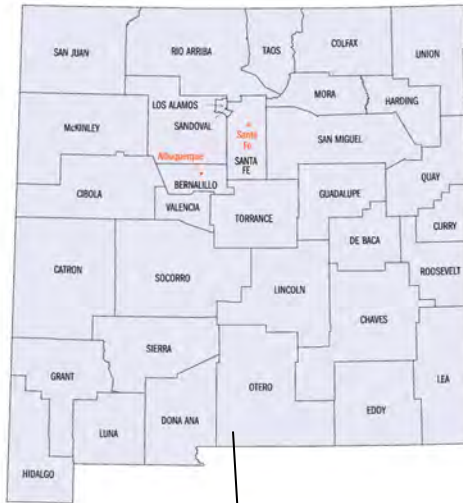 SAN JUAN
RIO ARRIBA
TAOS
COLFAX
UNION
MORA
HARDING
LOS ALAMOS
McKINLEY
SANDOVAL
Santa
Fe
SANTA
FE
SAN MIGUEL
Albuquerque
BERNALILLO
QUAY
CIBOLA
VALENCIA
GUADALUPE
TORRANCE
CURRY
DE BACA
CATRON
SOCORRO
ROOSEVELT
LINCOLN
CHAVES
SIERRA
GRANT
OTERO
LEA
LUNA
DONA ANA
EDDY
HIDALGO